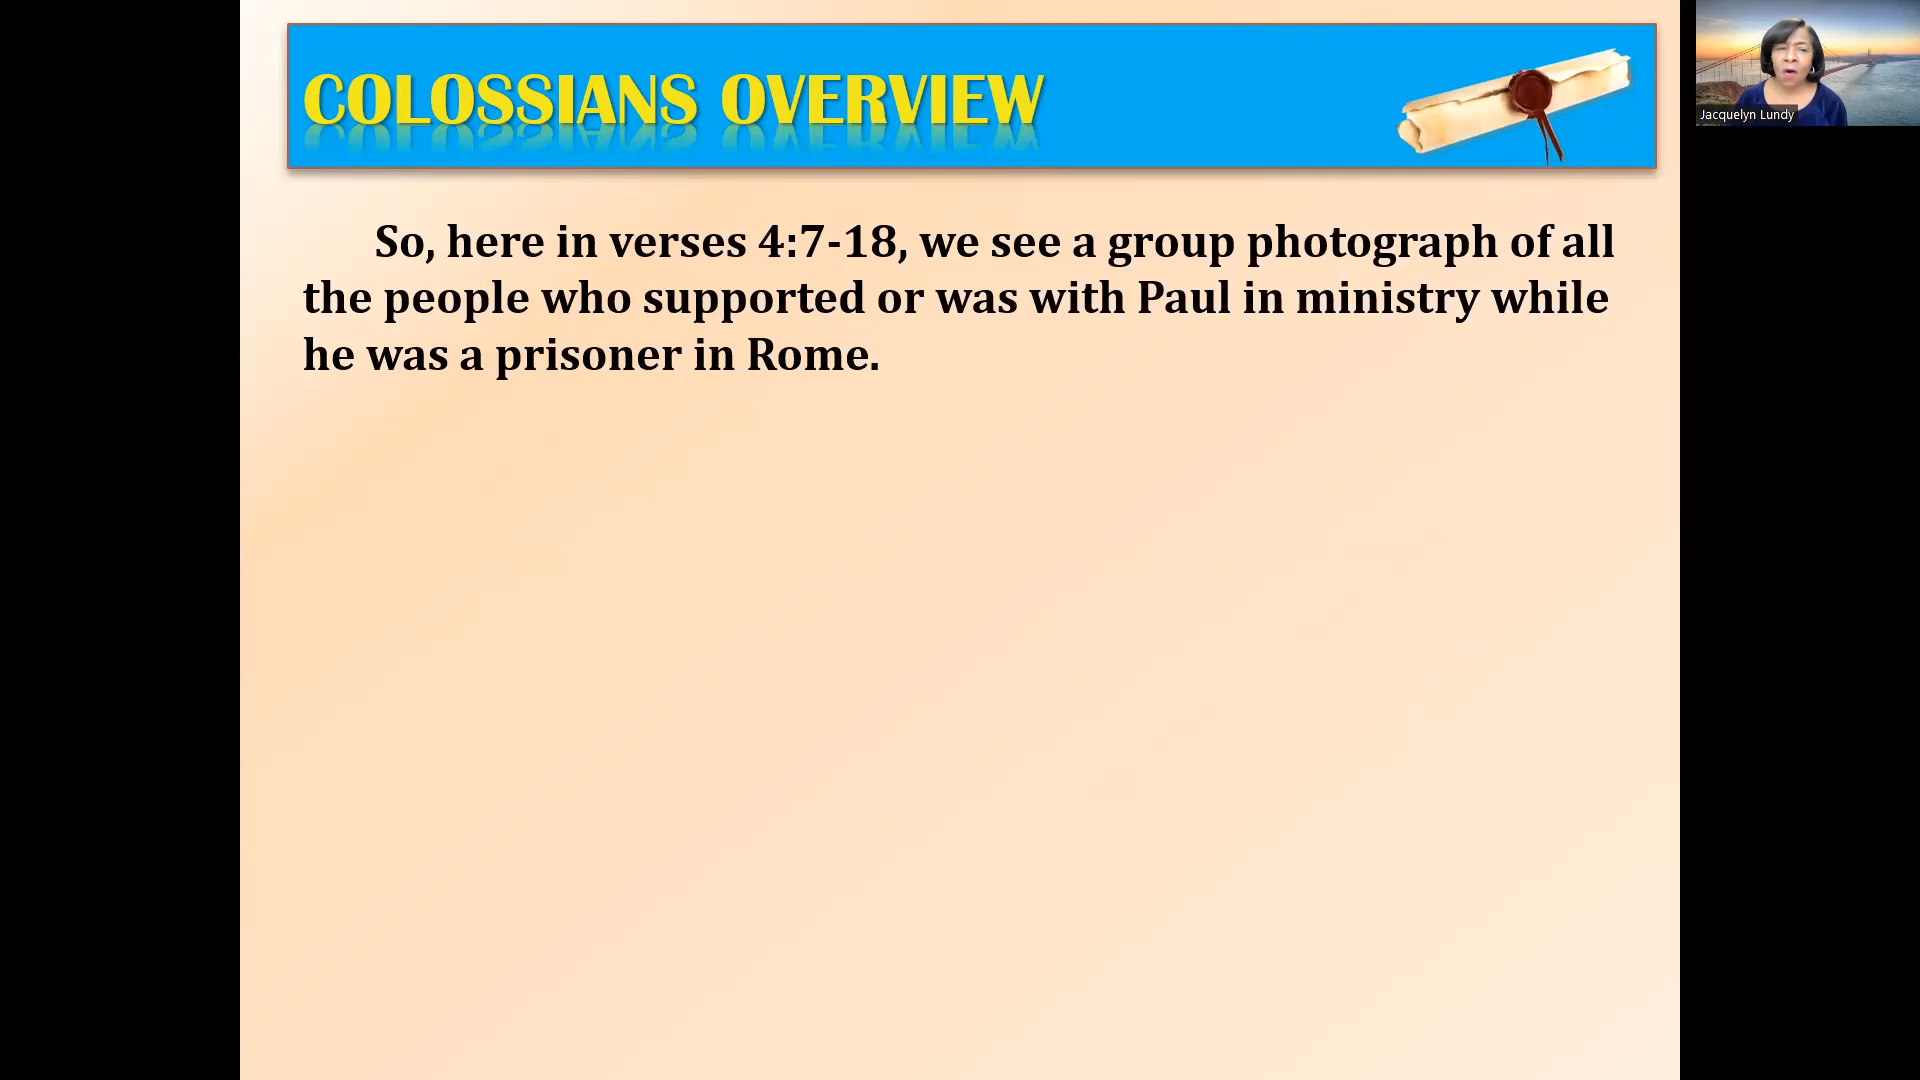 COLOSSIANS OVERVIEW
Jacquelyn Lundy
So, here in verses 4:7-18, we see a group photograph of all
the people who supported or was with Paul in ministry while
he was a prisoner in Rome.